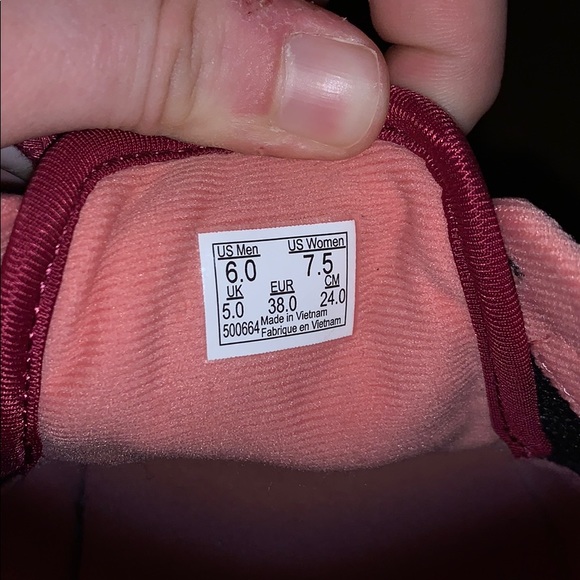 US Men US Women
6.0 7.5
UK EUR CM
5.0 38.0 24.0
500664 Made in Vietnam
Fabrique en Vietnam